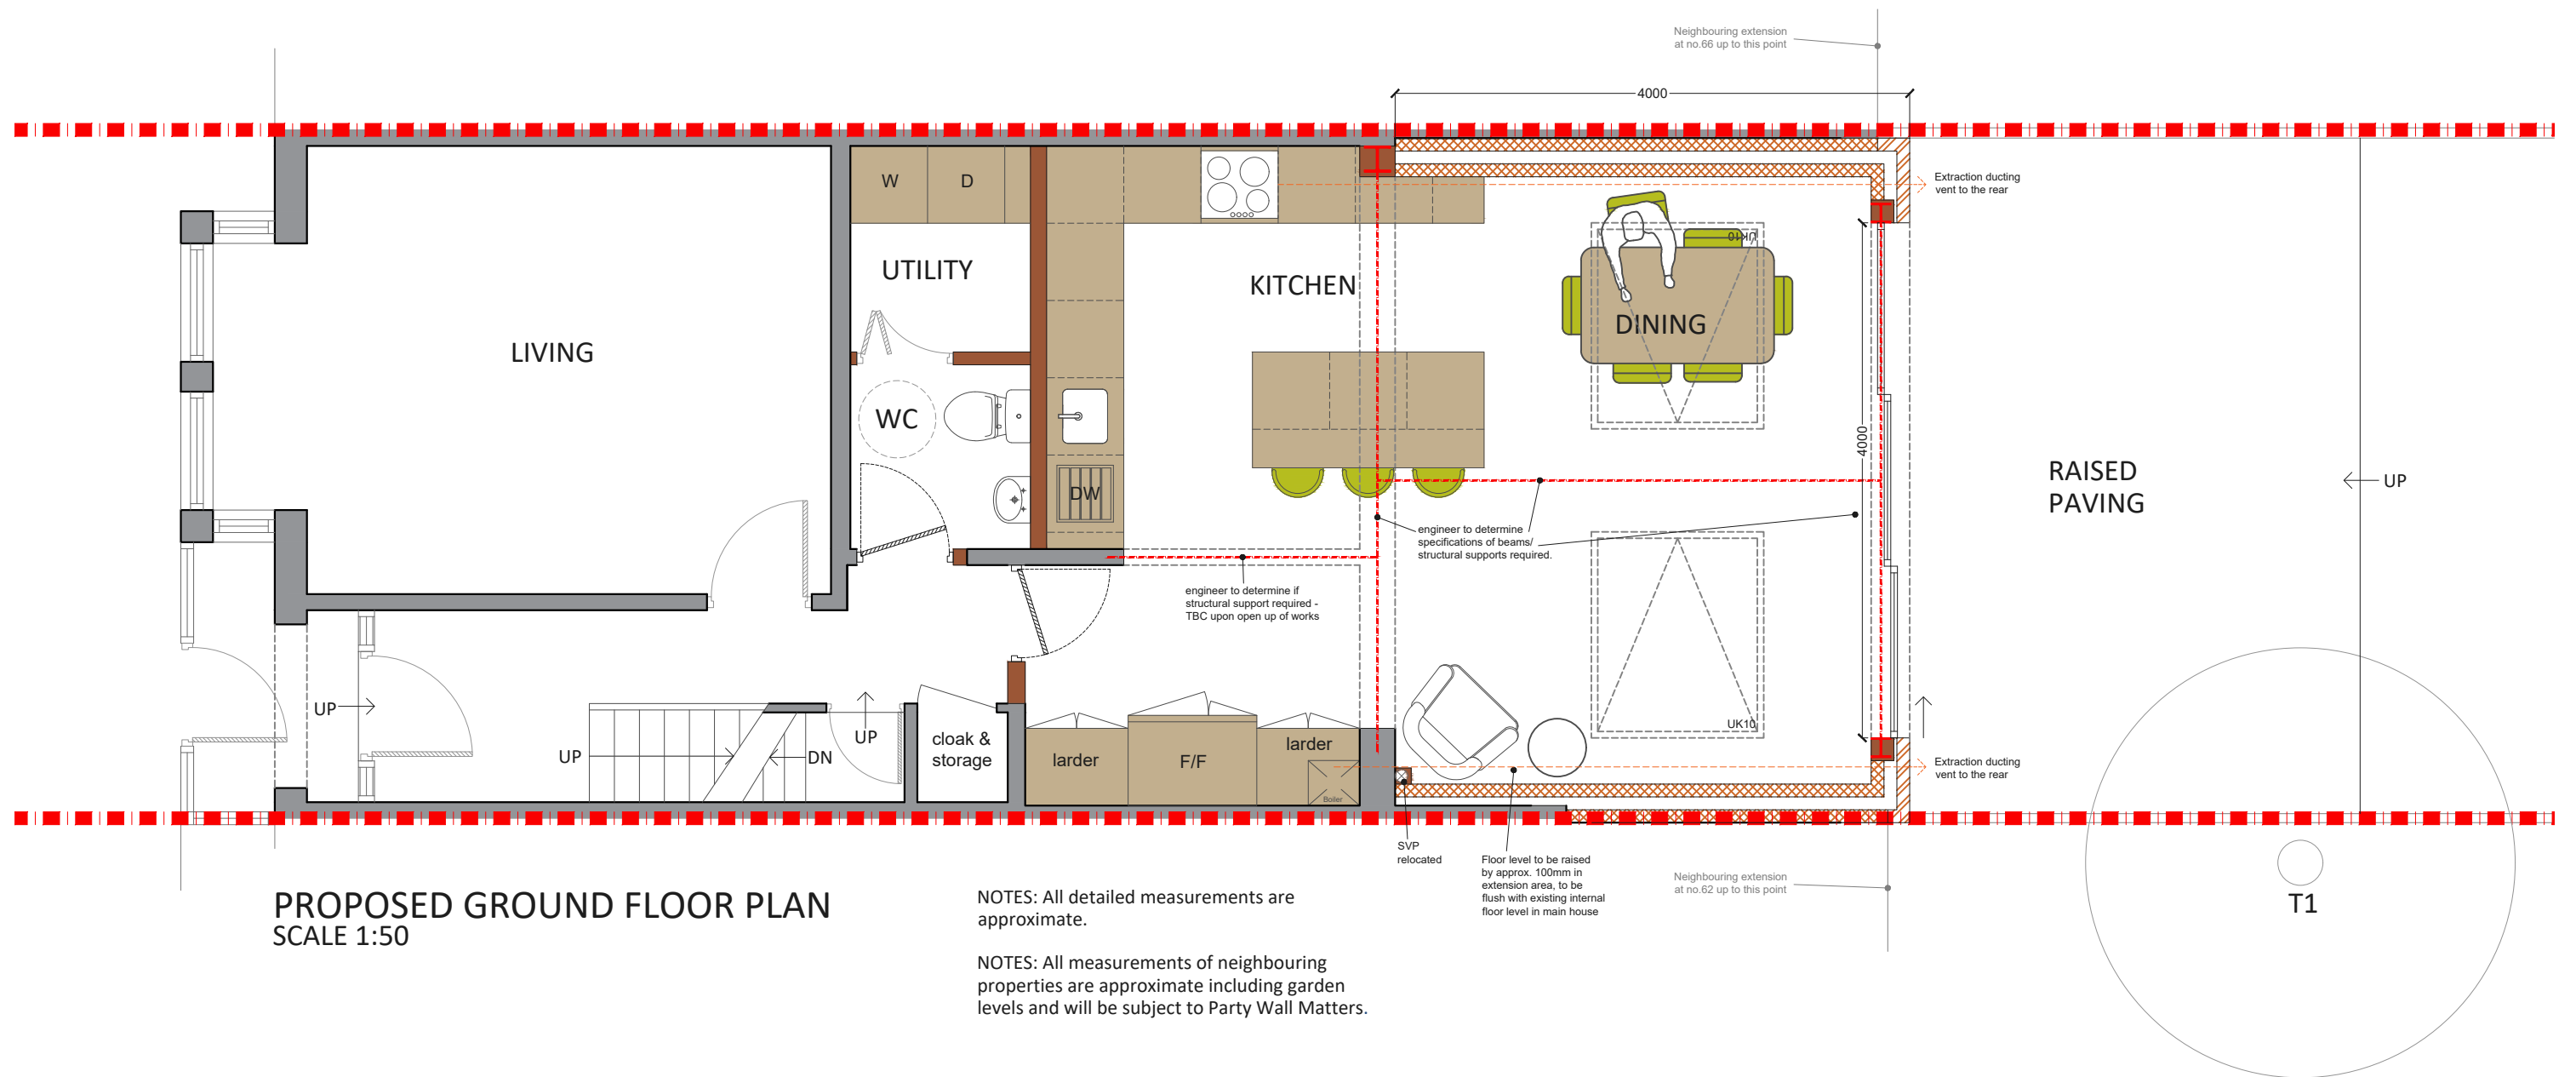 Neighbouring extension
at no.66 up to this point
4000
Extraction ducting
vent to the rear
W
D
UTILITY
KITCHEN
UK10
DINING
LIVING
WC
4000
DW
RAISED
PAVING
UP
engineer to determine
specifications of beams/
structural supports required.
engineer to determine if
structural support required -
TBC upon open up of works
UP
UP
DN
UP
cloak &
storage
larder
F/F
larder
Boiler
UK10
Extraction ducting
vent to the rear
SVP
relocated
Floor level to be raised
by approx. 100mm in
extension area, to be
flush with existing internal
floor level in main house
Neighbouring extension
at no.62 up to this point
T1
PROPOSED GROUND FLOOR PLAN
SCALE 1:50
NOTES: All detailed measurements are
approximate.
NOTES: All measurements of neighbouring
properties are approximate including garden
levels and will be subject to Party Wall Matters.